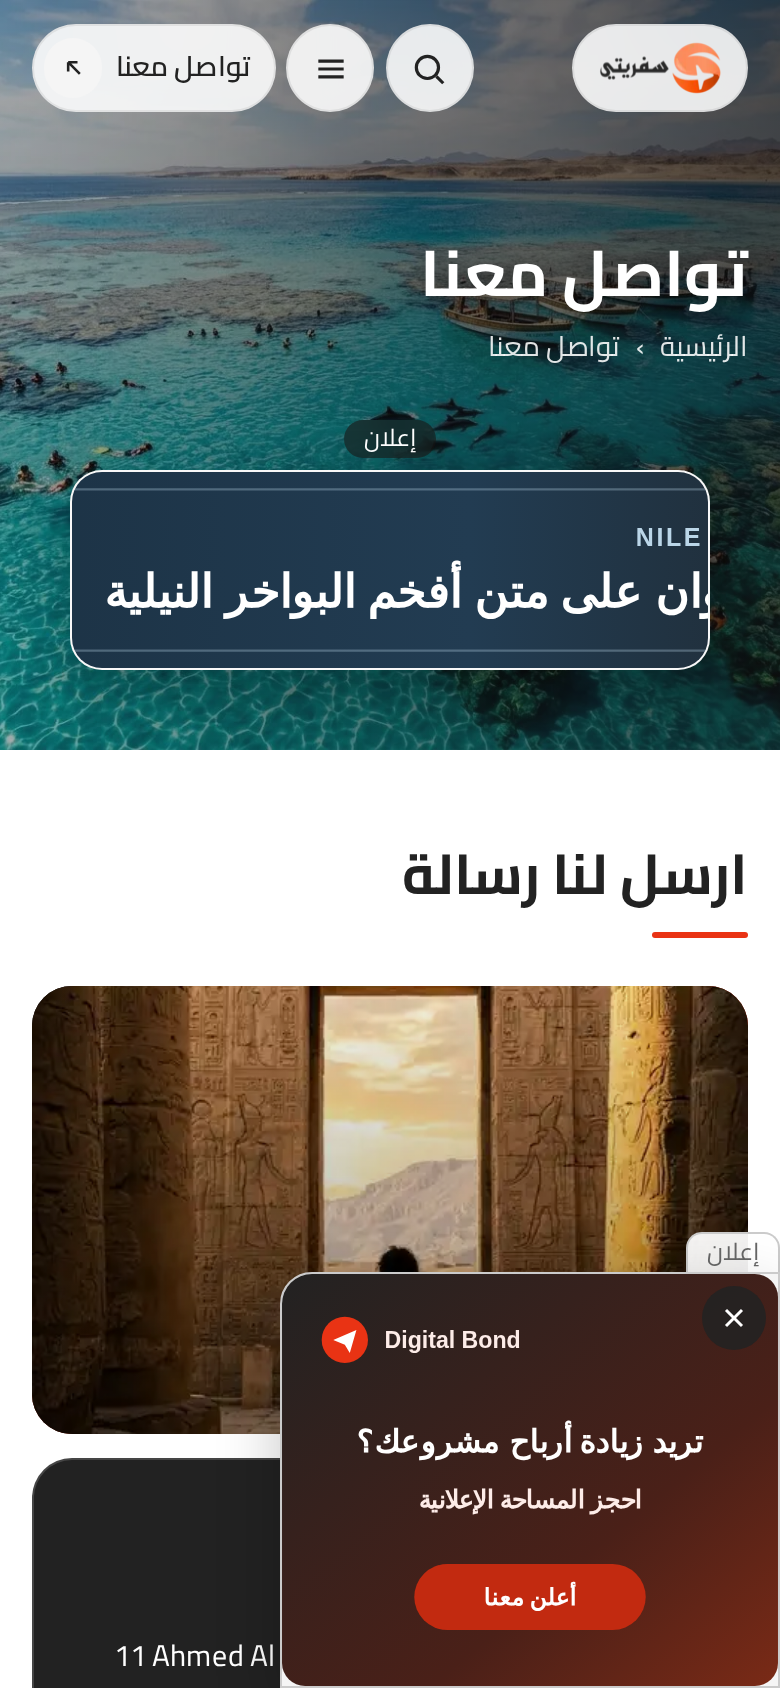 سفريتي
تواصل معنا
تواصل معنا
الرئيسية › تواصل معنا
إعلان
NILE
على متن أفخم البواخر النيلية
ارسل لنا رسالة
إعلان
Digital Bond
تريد زيادة أرباح مشروعك؟
احجز المساحة الإعلانية
أعلن معنا
11 Ahmed Al